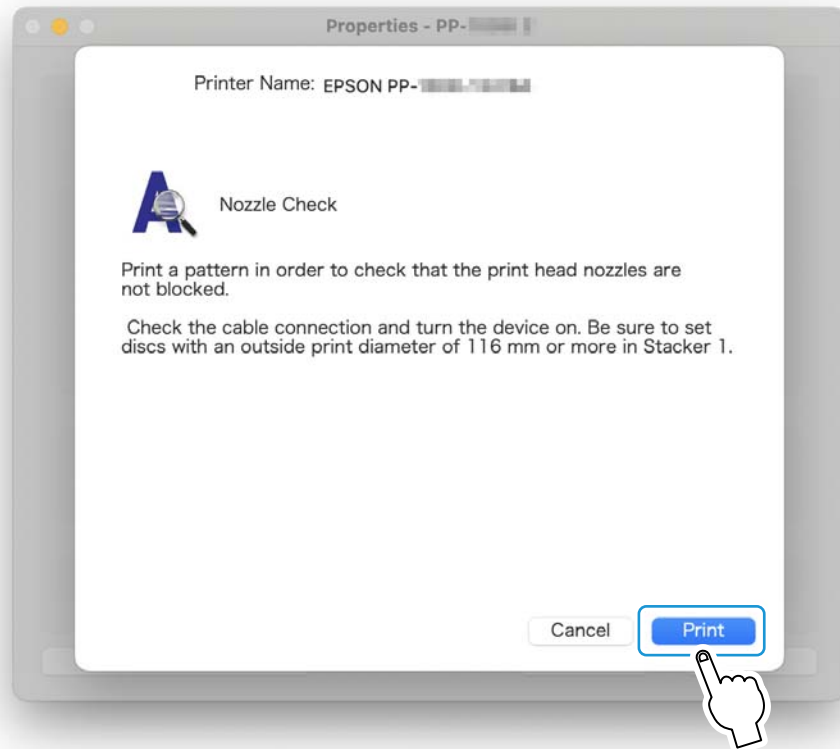 Properties - PP-
Printer Name: EPSON PP-
Nozzle Check
Print a pattern in order to check that the print head nozzles are
not blocked.
Check the cable connection and turn the device on. Be sure to set
discs with an outside print diameter of 116 mm or more in Stacker 1.
Cancel Print